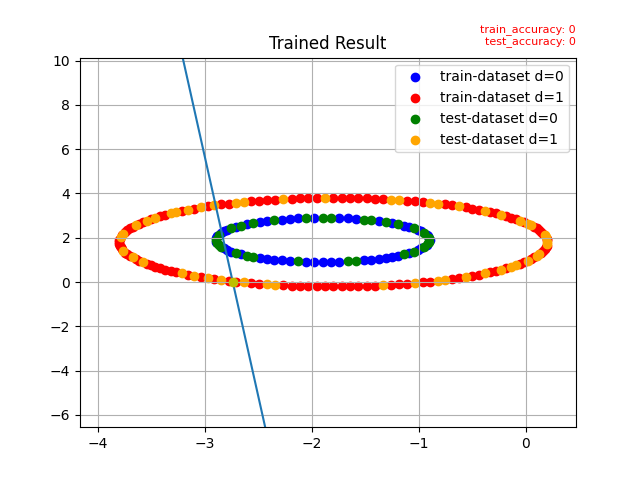 train_accuracy: 0
test_accuracy: 0
Trained Result
train-dataset d=0
train-dataset d=1
test-dataset d=0
test-dataset d=1
10
8
6
4
2
0
−2
−4
−6
−4
−3
−2
−1
0